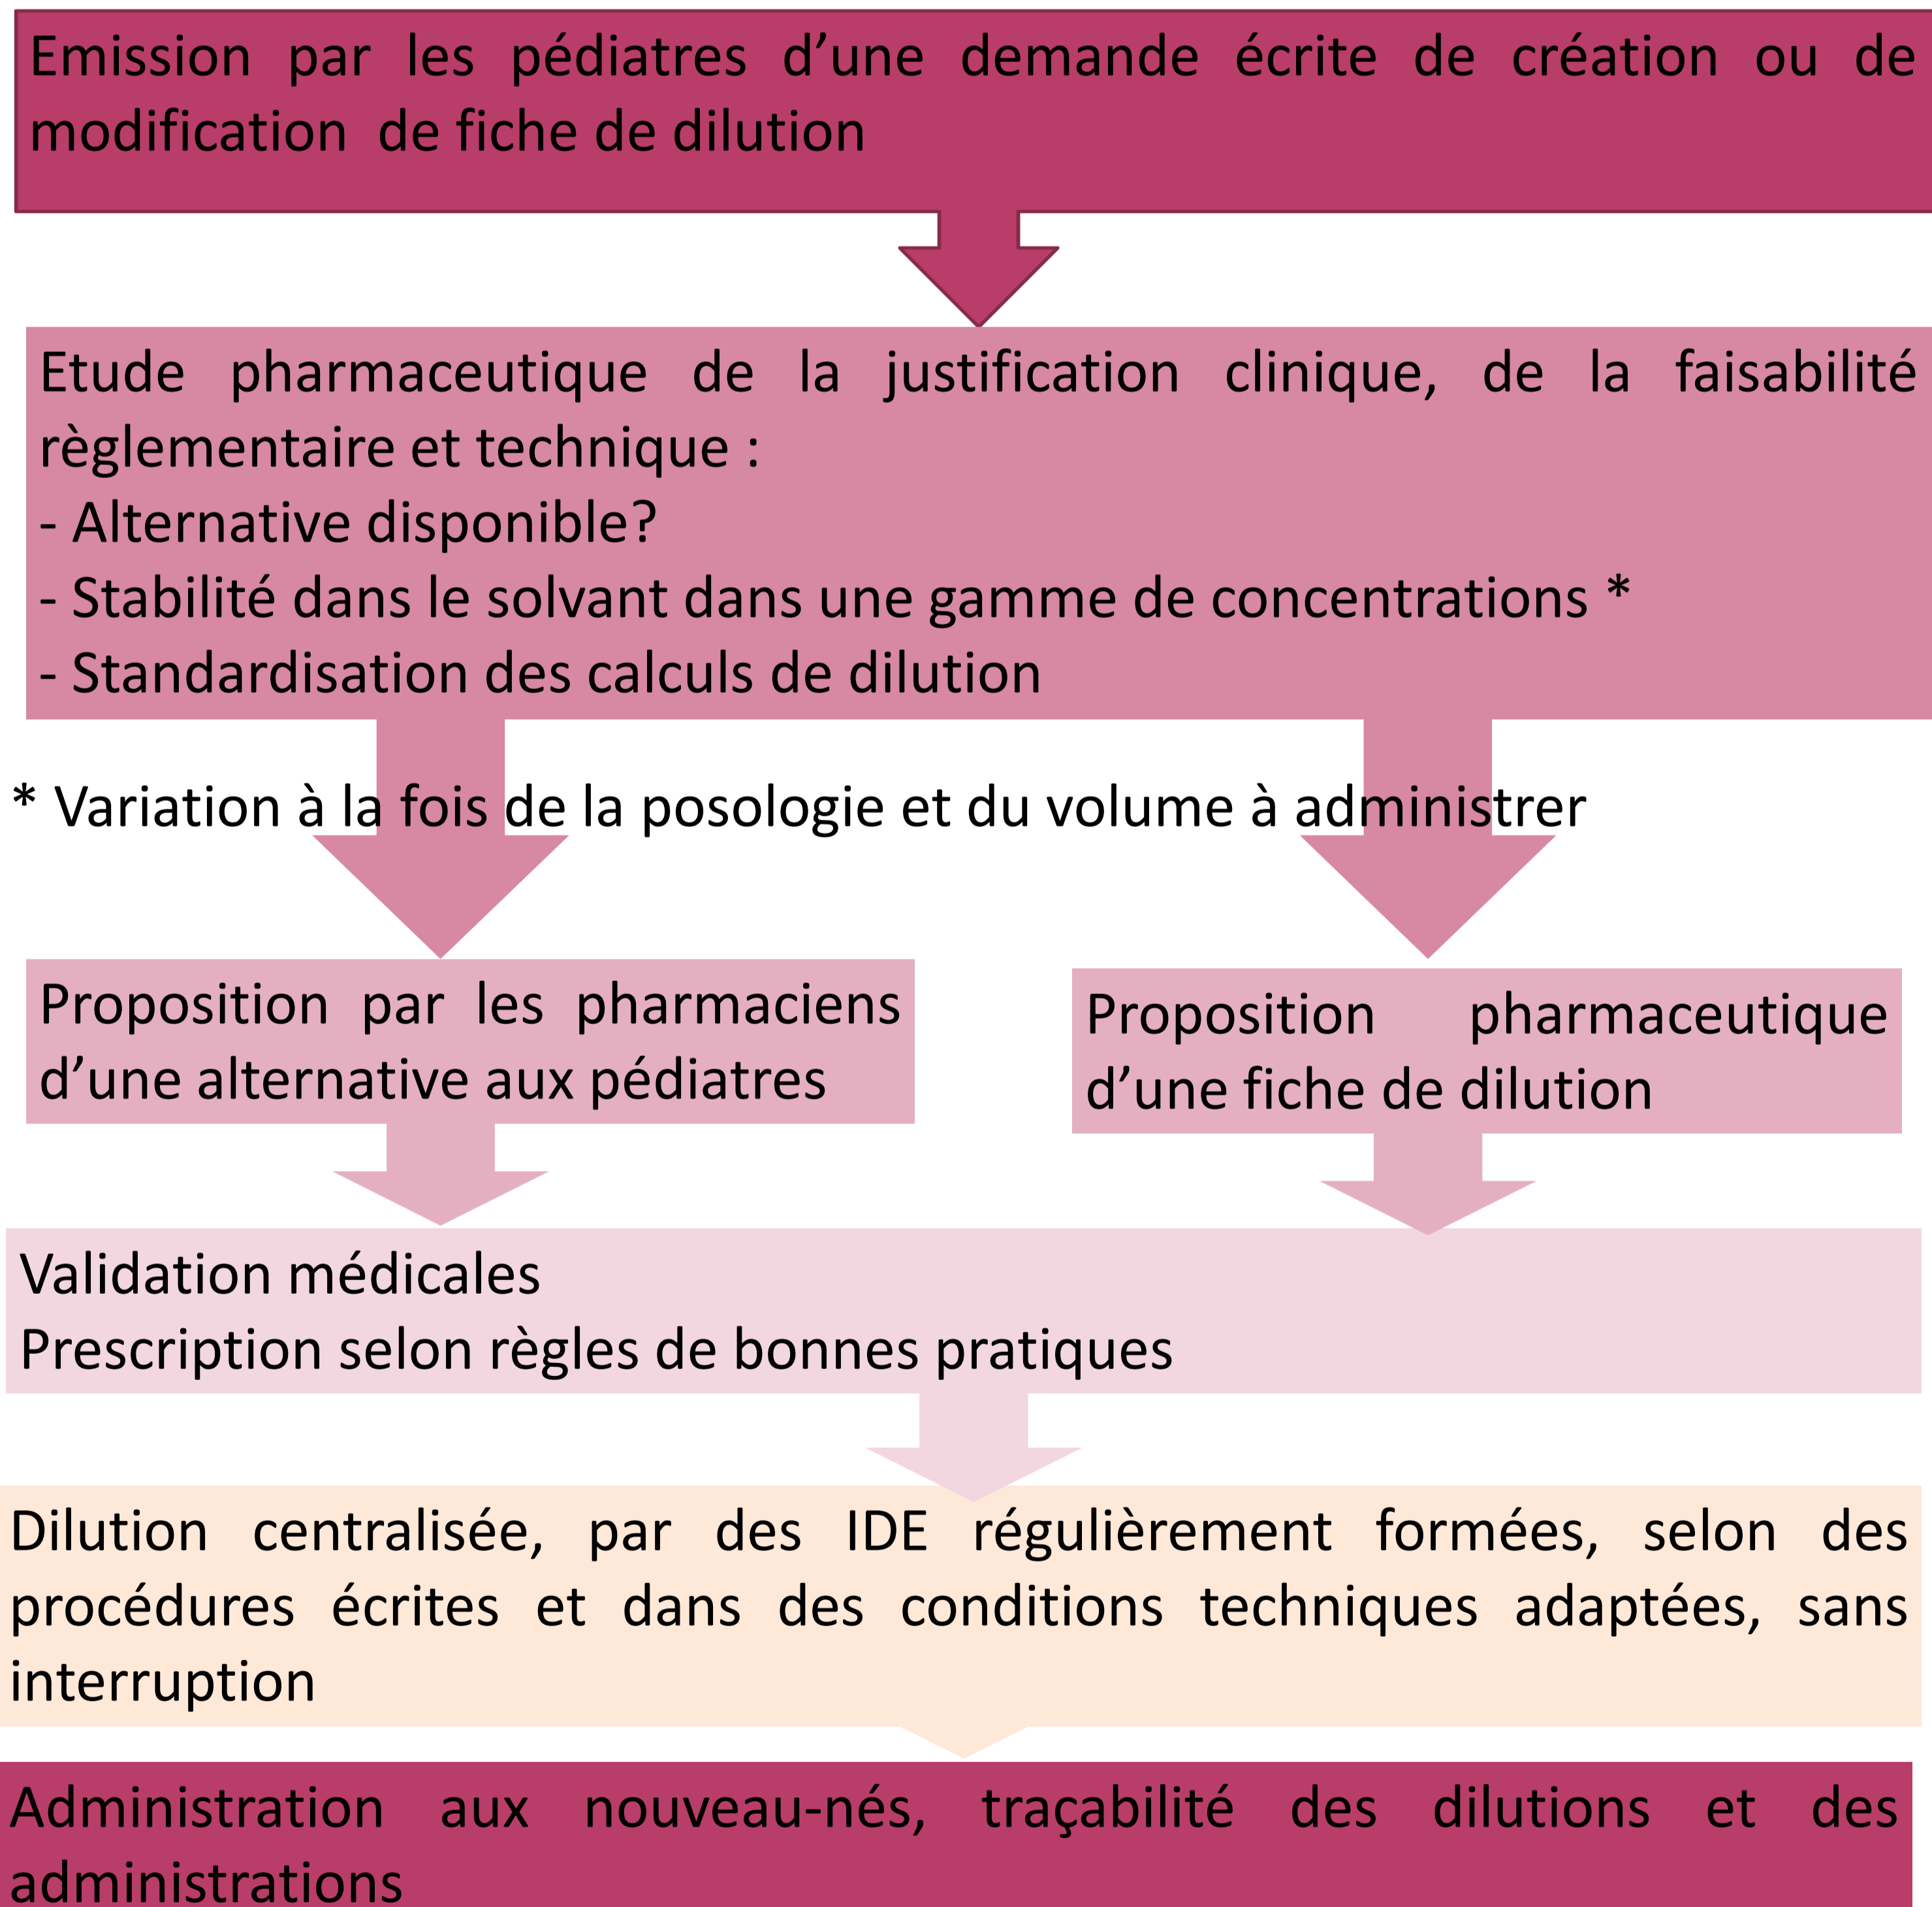 Emission par les pédiatres d’une demande écrite de création ou de
modification de fiche de dilution
Etude pharmaceutique de la justification clinique, de la faisabilité
règlementaire et technique :
- Alternative disponible?
- Stabilité dans le solvant dans une gamme de concentrations *
- Standardisation des calculs de dilution
* Variation à la fois de la posologie et du volume à administrer
Proposition par les pharmaciens
d’une alternative aux pédiatres
Proposition pharmaceutique
d’une fiche de dilution
Validation médicales
Prescription selon règles de bonnes pratiques
Dilution centralisée, par des IDE régulièrement formées, selon des
procédures écrites et dans des conditions techniques adaptées, sans
interruption
Administration aux nouveau-nés, traçabilité des dilutions et des
administrations